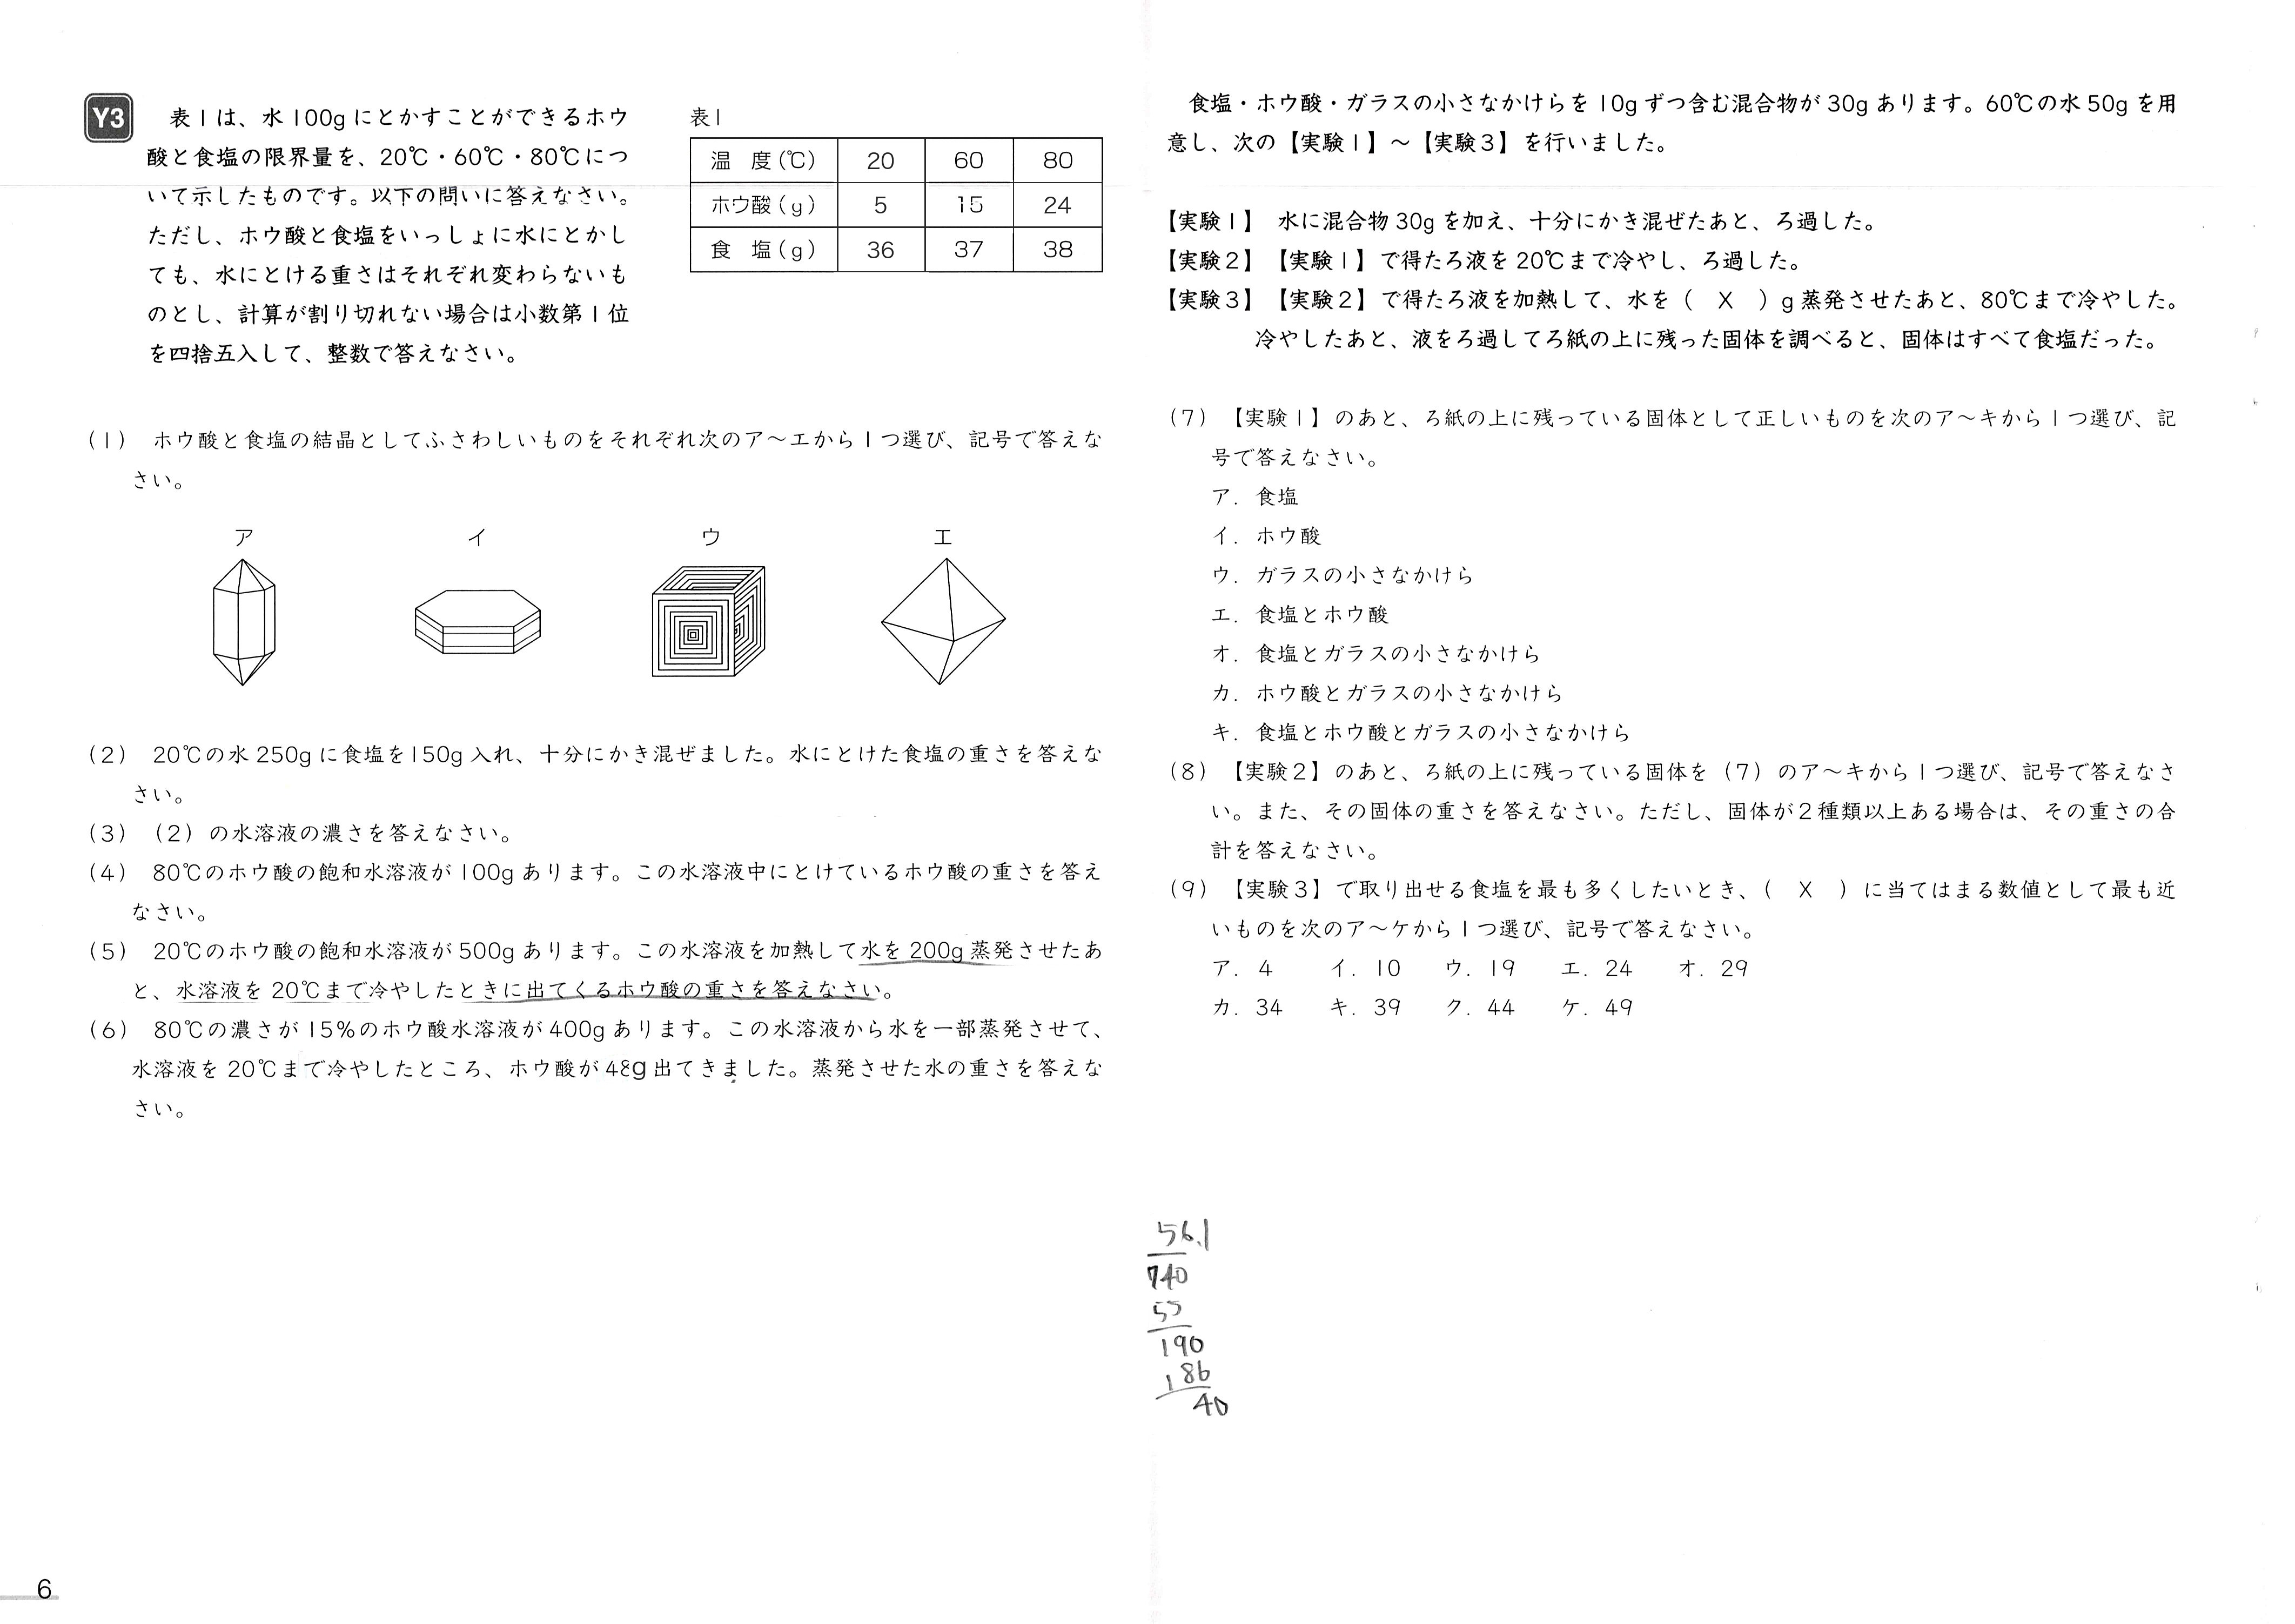 Y3
表1は、水100gにとかすことができるホウ
酸と食塩の限界量を、20℃・60℃・80℃につ
いて示したものです。以下の問いに答えなさい。
ただし、ホウ酸と食塩をいっしょに水にとかし
ても、水にとける重さはそれぞれ変わらないも
のとし、計算が割り切れない場合は小数第1位
を四捨五入して、整数で答えなさい。
表1
温 度(℃) 20 60 80
ホウ酸(g) 5 15 24
食 塩(g) 36 37 38
(1) ホウ酸と食塩の結晶としてふさわしいものをそれぞれ次のア〜エから1つ選び、記号で答えな
さい。
ア イ ウ エ
(2) 20℃の水250gに食塩を150g入れ、十分にかき混ぜました。水にとけた食塩の重さを答えな
さい。
(3) (2)の水溶液の濃さを答えなさい。
(4) 80℃のホウ酸の飽和水溶液が100gあります。この水溶液中にとけているホウ酸の重さを答え
なさい。
(5) 20℃のホウ酸の飽和水溶液が500gあります。この水溶液を加熱して水を200g蒸発させたあ
と、水溶液を20℃まで冷やしたときに出てくるホウ酸の重さを答えなさい。
(6) 80℃の濃さが15%のホウ酸水溶液が400gあります。この水溶液から水を一部蒸発させて、
水溶液を20℃まで冷やしたところ、ホウ酸が48g出てきました。蒸発させた水の重さを答えな
さい。
6
食塩・ホウ酸・ガラスの小さなかけらを10gずつ含む混合物が30gあります。60℃の水50gを用
意し、次の【実験1】〜【実験3】を行いました。
【実験1】 水に混合物30gを加え、十分にかき混ぜたあと、ろ過した。
【実験2】【実験1】で得たろ液を20℃まで冷やし、ろ過した。
【実験3】【実験2】で得たろ液を加熱して、水を( X )g蒸発させたあと、80℃まで冷やした。
冷やしたあと、液をろ過してろ紙の上に残った固体を調べると、固体はすべて食塩だった。
(7) 【実験1】のあと、ろ紙の上に残っている固体として正しいものを次のア〜キから1つ選び、記
号で答えなさい。
ア. 食塩
イ. ホウ酸
ウ. ガラスの小さなかけら
エ. 食塩とホウ酸
オ. 食塩とガラスの小さなかけら
カ. ホウ酸とガラスの小さなかけら
キ. 食塩とホウ酸とガラスの小さなかけら
(8) 【実験2】のあと、ろ紙の上に残っている固体を(7)のア〜キから1つ選び、記号で答えなさ
い。また、その固体の重さを答えなさい。ただし、固体が2種類以上ある場合は、その重さの合
計を答えなさい。
(9) 【実験3】で取り出せる食塩を最も多くしたいとき、( X )に当てはまる数値として最も近
いものを次のア〜ケから1つ選び、記号で答えなさい。
ア. 4 イ. 10 ウ. 19 エ. 24 オ. 29
カ. 34 キ. 39 ク. 44 ケ. 49
56.1
740
55
190
186
40